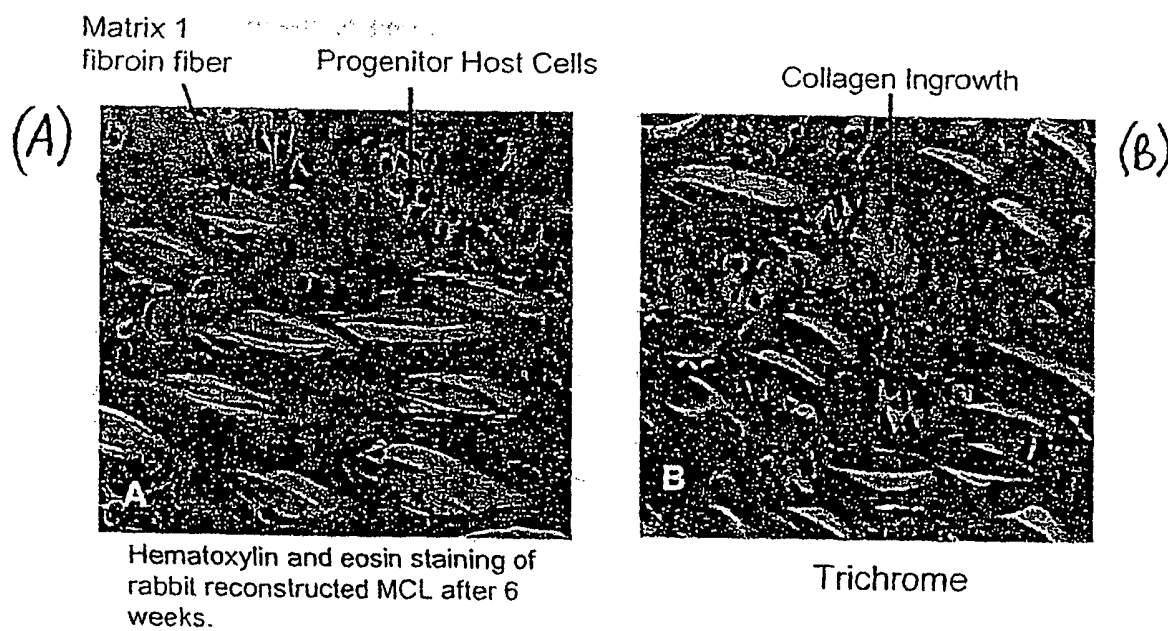 Matrix 1
fibroin fiber
Progenitor Host Cells
Collagen Ingrowth
(A)
(B)
A
B
Hematoxylin and eosin staining of
rabbit reconstructed MCL after 6
weeks.
Trichrome